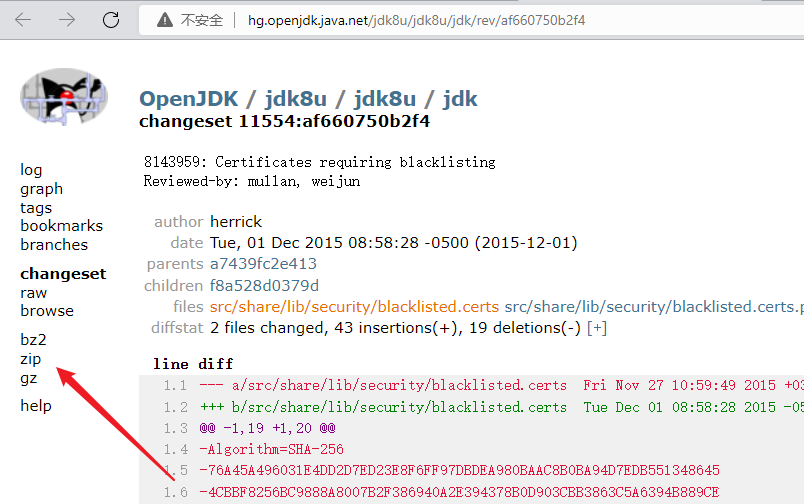 不安全 hg.openjdk.java.net/jdk8u/jdk8u/jdk/rev/af660750b2f4
OpenJDK / jdk8u / jdk8u / jdk
changeset 11554:af660750b2f4
8143959: Certificates requiring blacklisting
Reviewed-by: mullan, weijun
log
graph
tags
bookmarks
branches
changeset
raw
browse
bz2
zip
gz
help
author herrick
date Tue, 01 Dec 2015 08:58:28 -0500 (2015-12-01)
parents a7439fc2e413
children f8a528d0379d
files src/share/lib/security/blacklisted.certs src/share/lib/security/blacklisted.certs.p
diffstat 2 files changed, 43 insertions(+), 19 deletions(-) [+]
line diff
1.1 --- a/src/share/lib/security/blacklisted.certs Fri Nov 27 10:59:49 2015 +03
1.2 +++ b/src/share/lib/security/blacklisted.certs Tue Dec 01 08:58:28 2015 -05
1.3 @@ -1,19 +1,20 @@
1.4 -Algorithm=SHA-256
1.5 -76A45A496031E4DD2D7ED23E8F6FF97DBDEA980BAAC8B0BA94D7EDB551348645
1.6 -4CBBF8256BC9888A8007B2F386940A2E394378B0D903CBB3863C5A6394B889CE